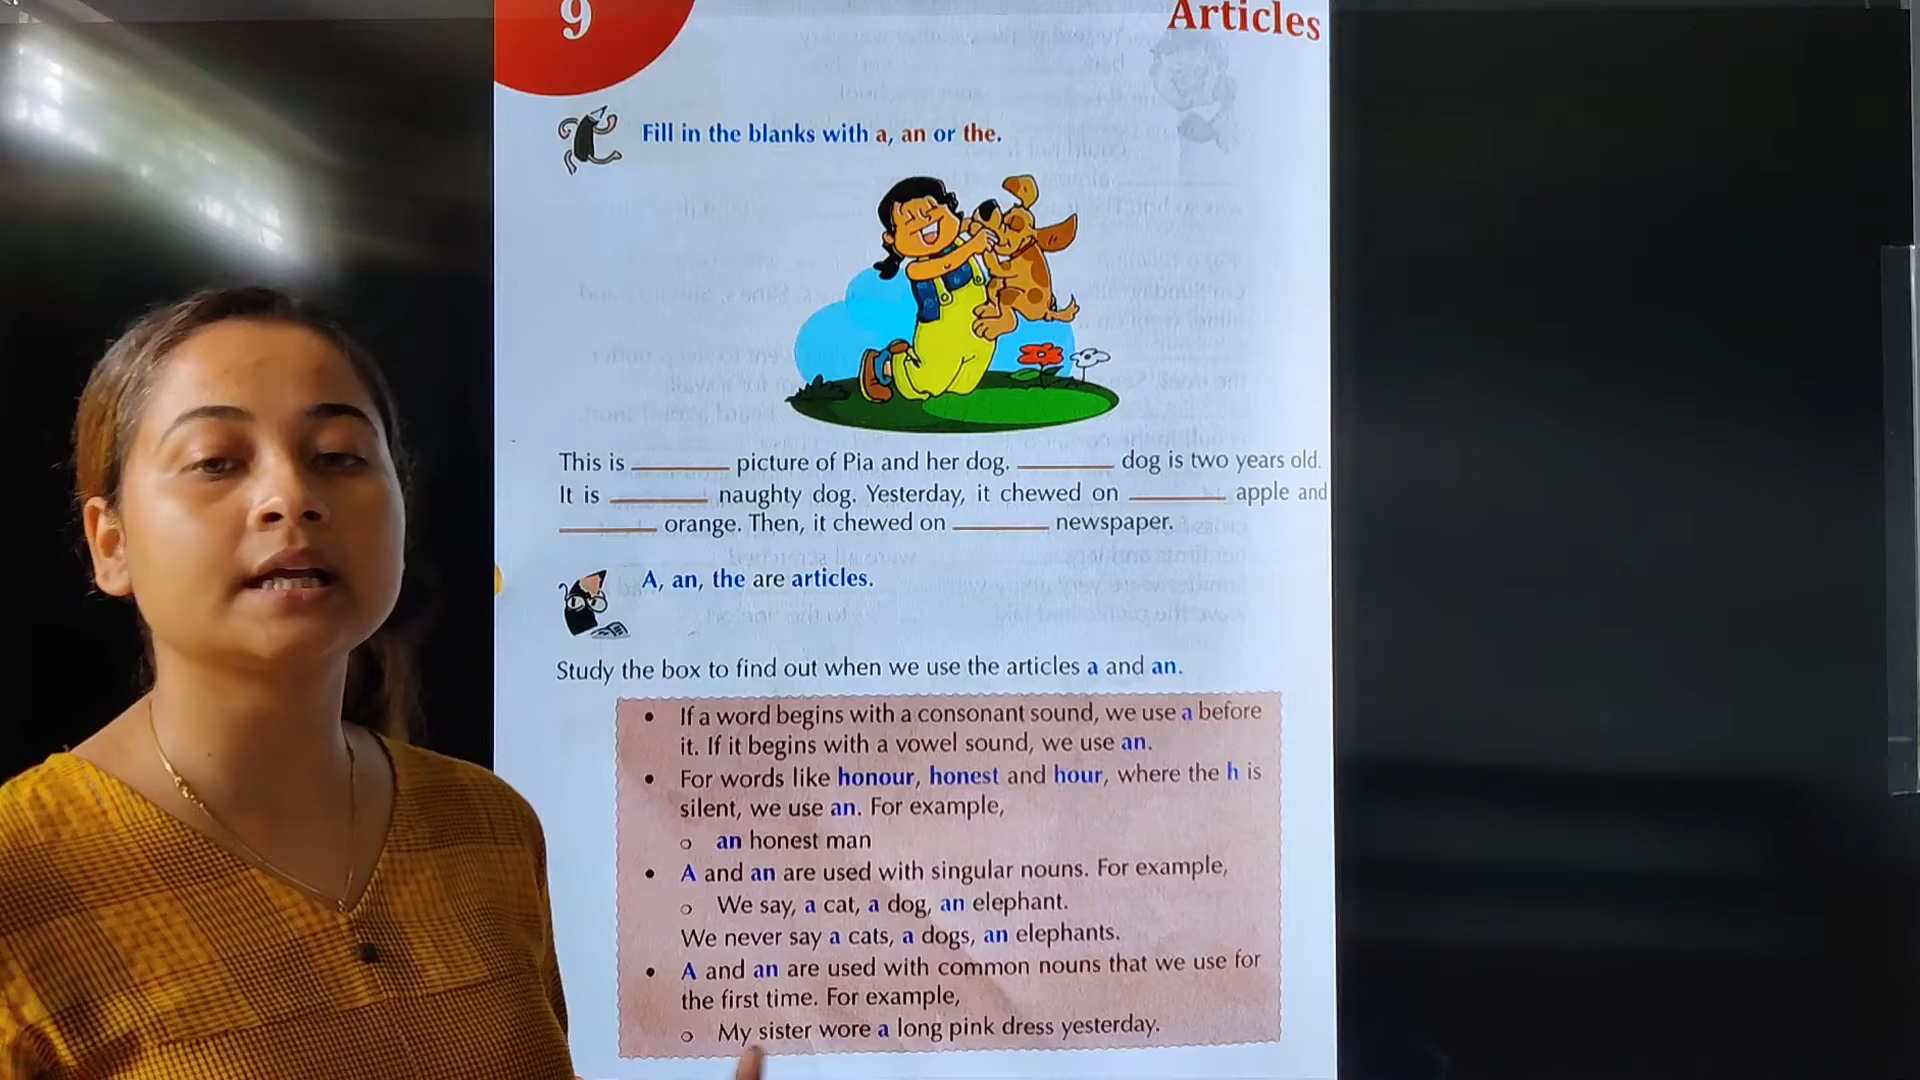 9
Articles
Fill in the blanks with a, an or the.
This is ________ picture of Pia and her dog. ________ dog is two years old.
It is ________ naughty dog. Yesterday, it chewed on ________ apple and
________ orange. Then, it chewed on ________ newspaper.
A, an, the are articles.
Study the box to find out when we use the articles a and an.
• If a word begins with a consonant sound, we use a before
it. If it begins with a vowel sound, we use an.
• For words like honour, honest and hour, where the h is
silent, we use an. For example,
○ an honest man
• A and an are used with singular nouns. For example,
○ We say, a cat, a dog, an elephant.
We never say a cats, a dogs, an elephants.
• A and an are used with common nouns that we use for
the first time. For example,
○ My sister wore a long pink dress yesterday.